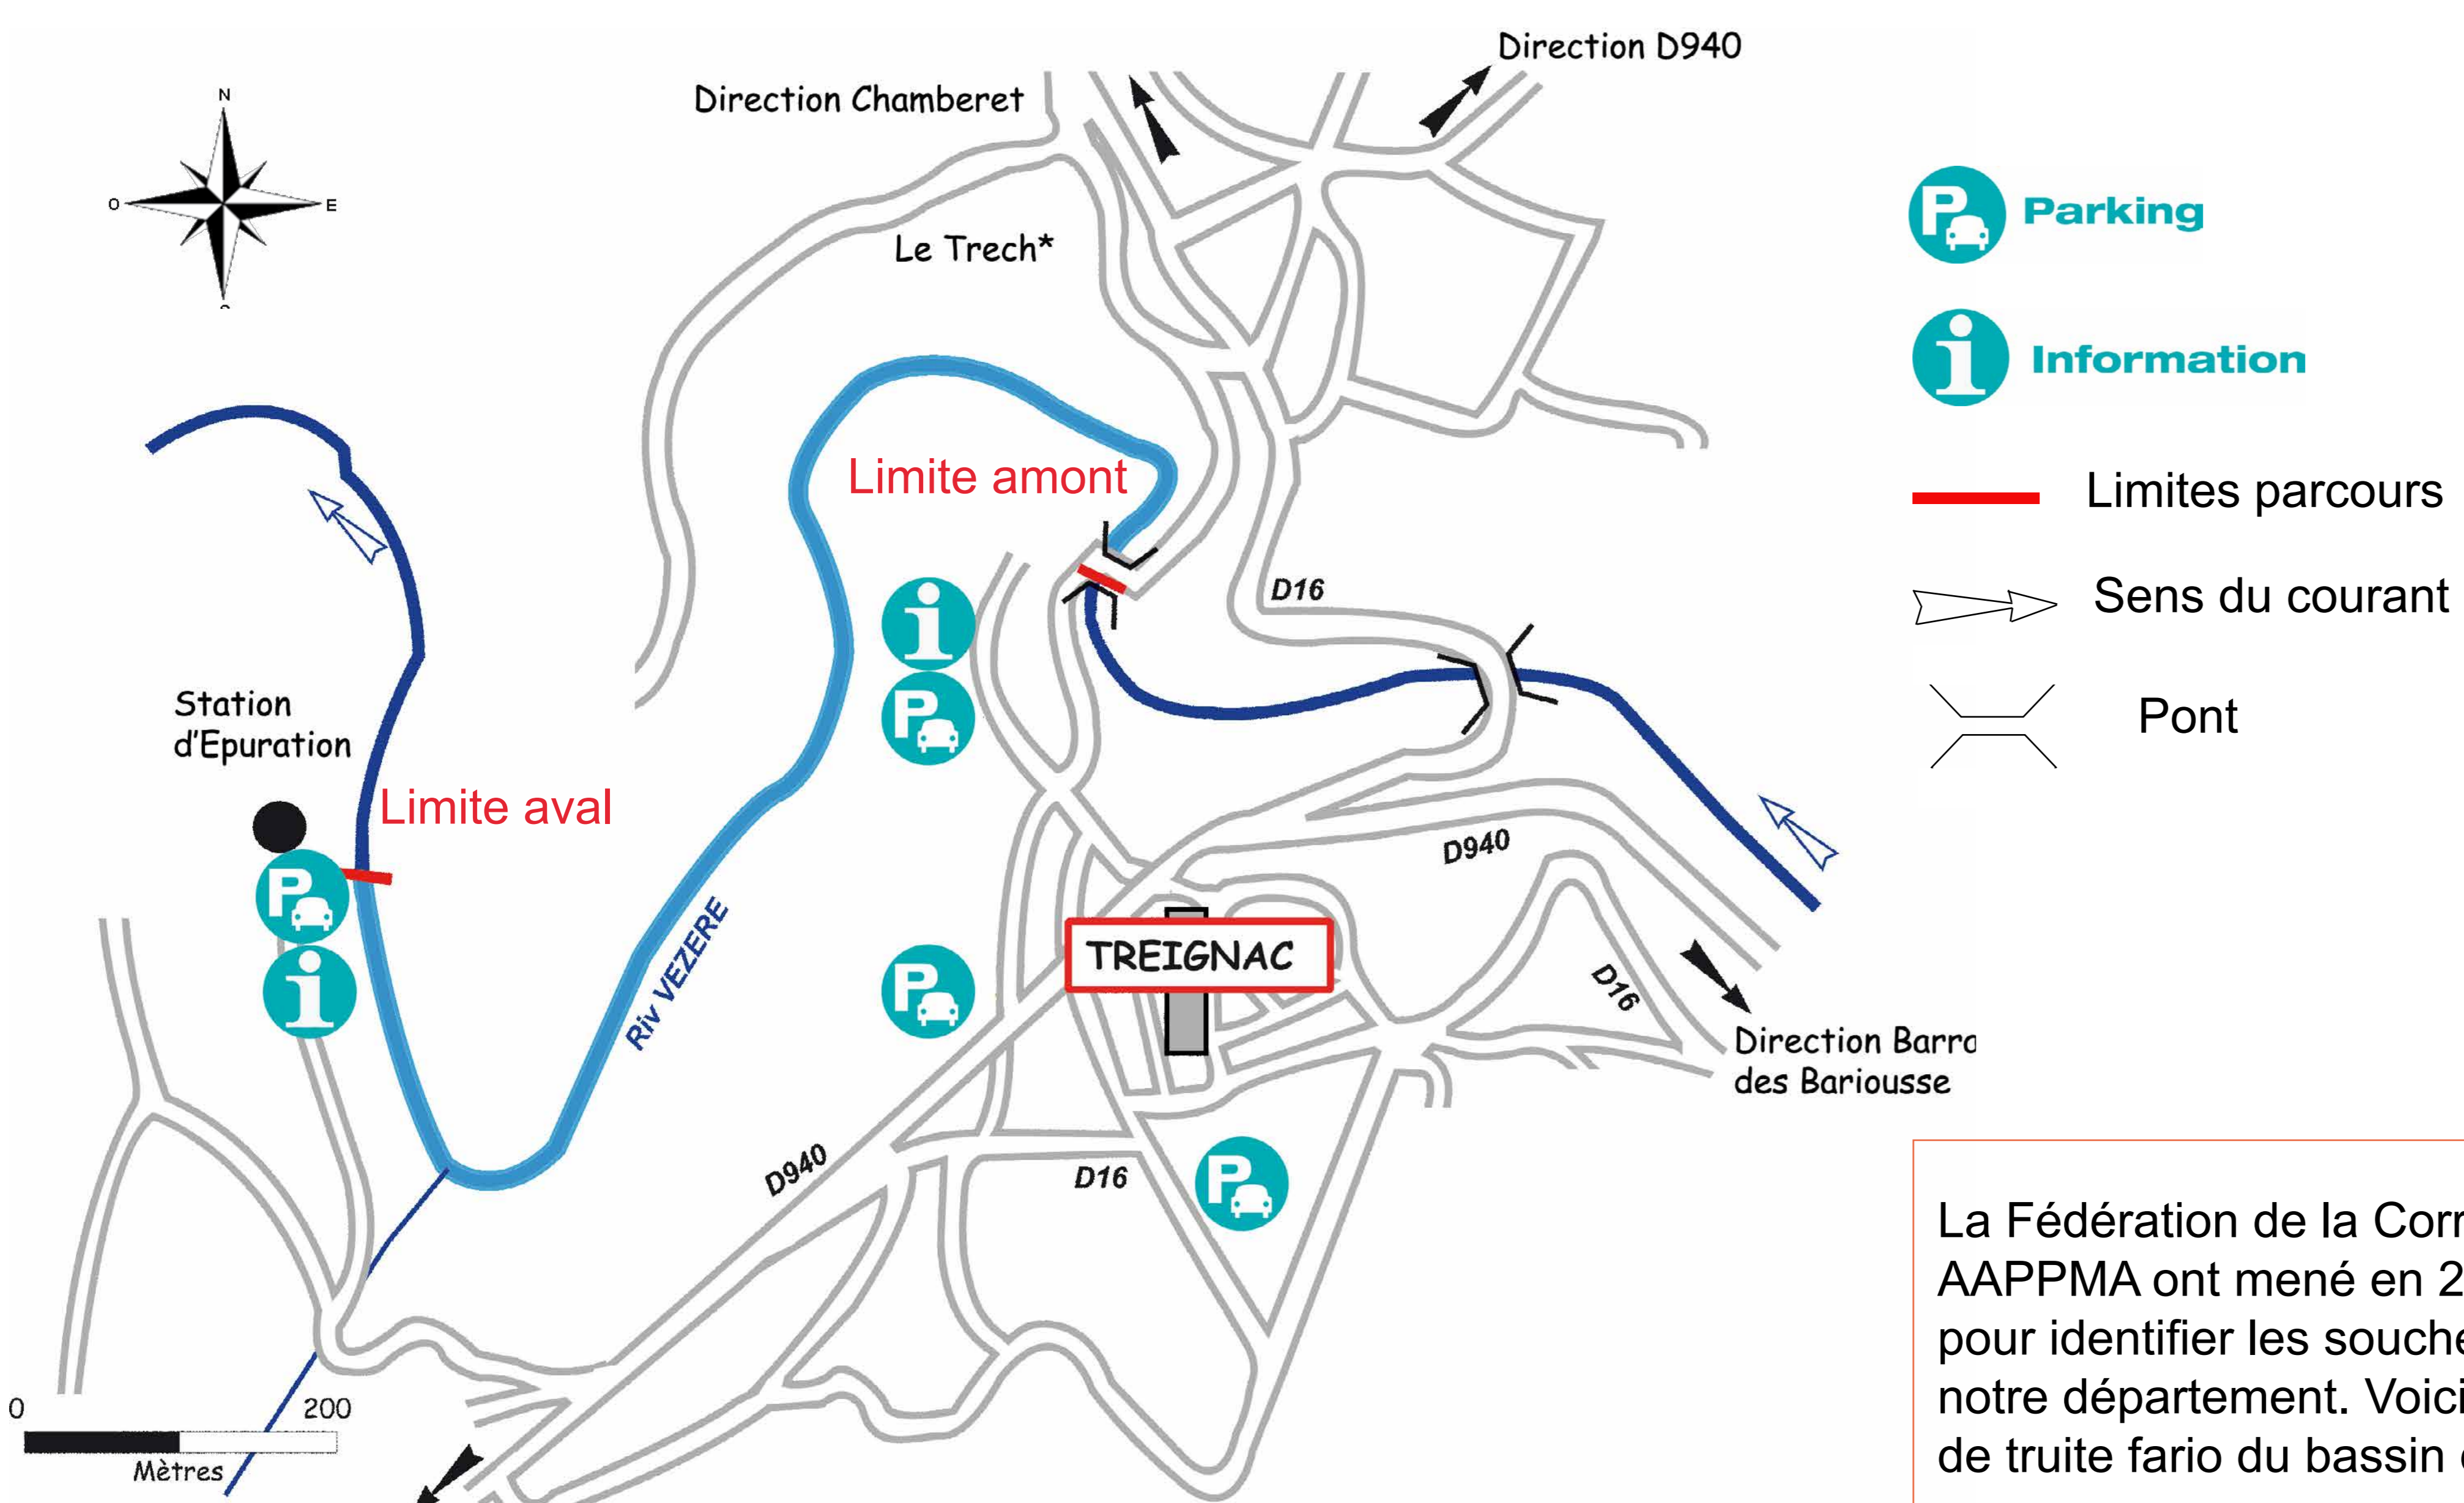 Direction D940
Direction Chamberet
N
O
E
Le Trech*
Parking
Information
Limite amont
Limites parcours
D16
Sens du courant
Station
d'Epuration
Pont
Limite aval
D940
Riv VEZERE
TREIGNAC
D16
Direction Barra
des Bariousse
D940
D16
0
200
Mètres
La Fédération de la Corr
AAPPMA ont mené en 2
pour identifier les souche
notre département. Voici
de truite fario du bassin